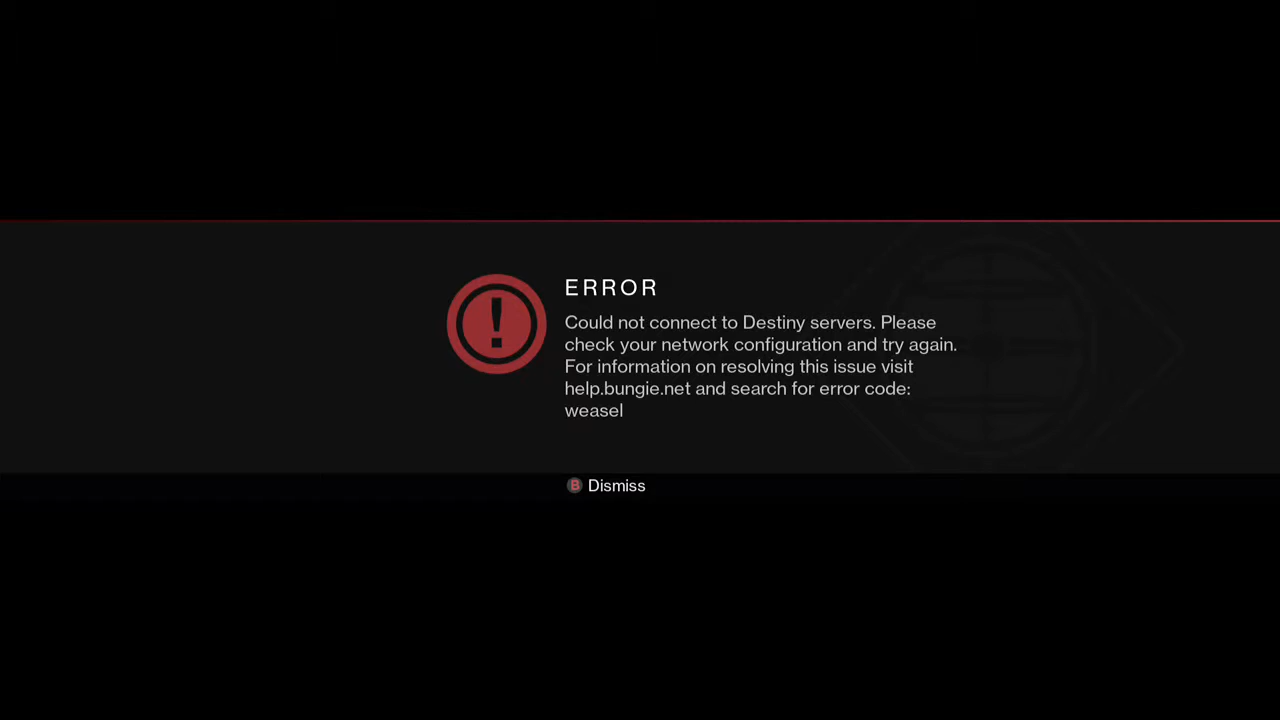 ERROR
Could not connect to Destiny servers. Please
check your network configuration and try again.
For information on resolving this issue visit
help.bungie.net and search for error code:
weasel
B Dismiss